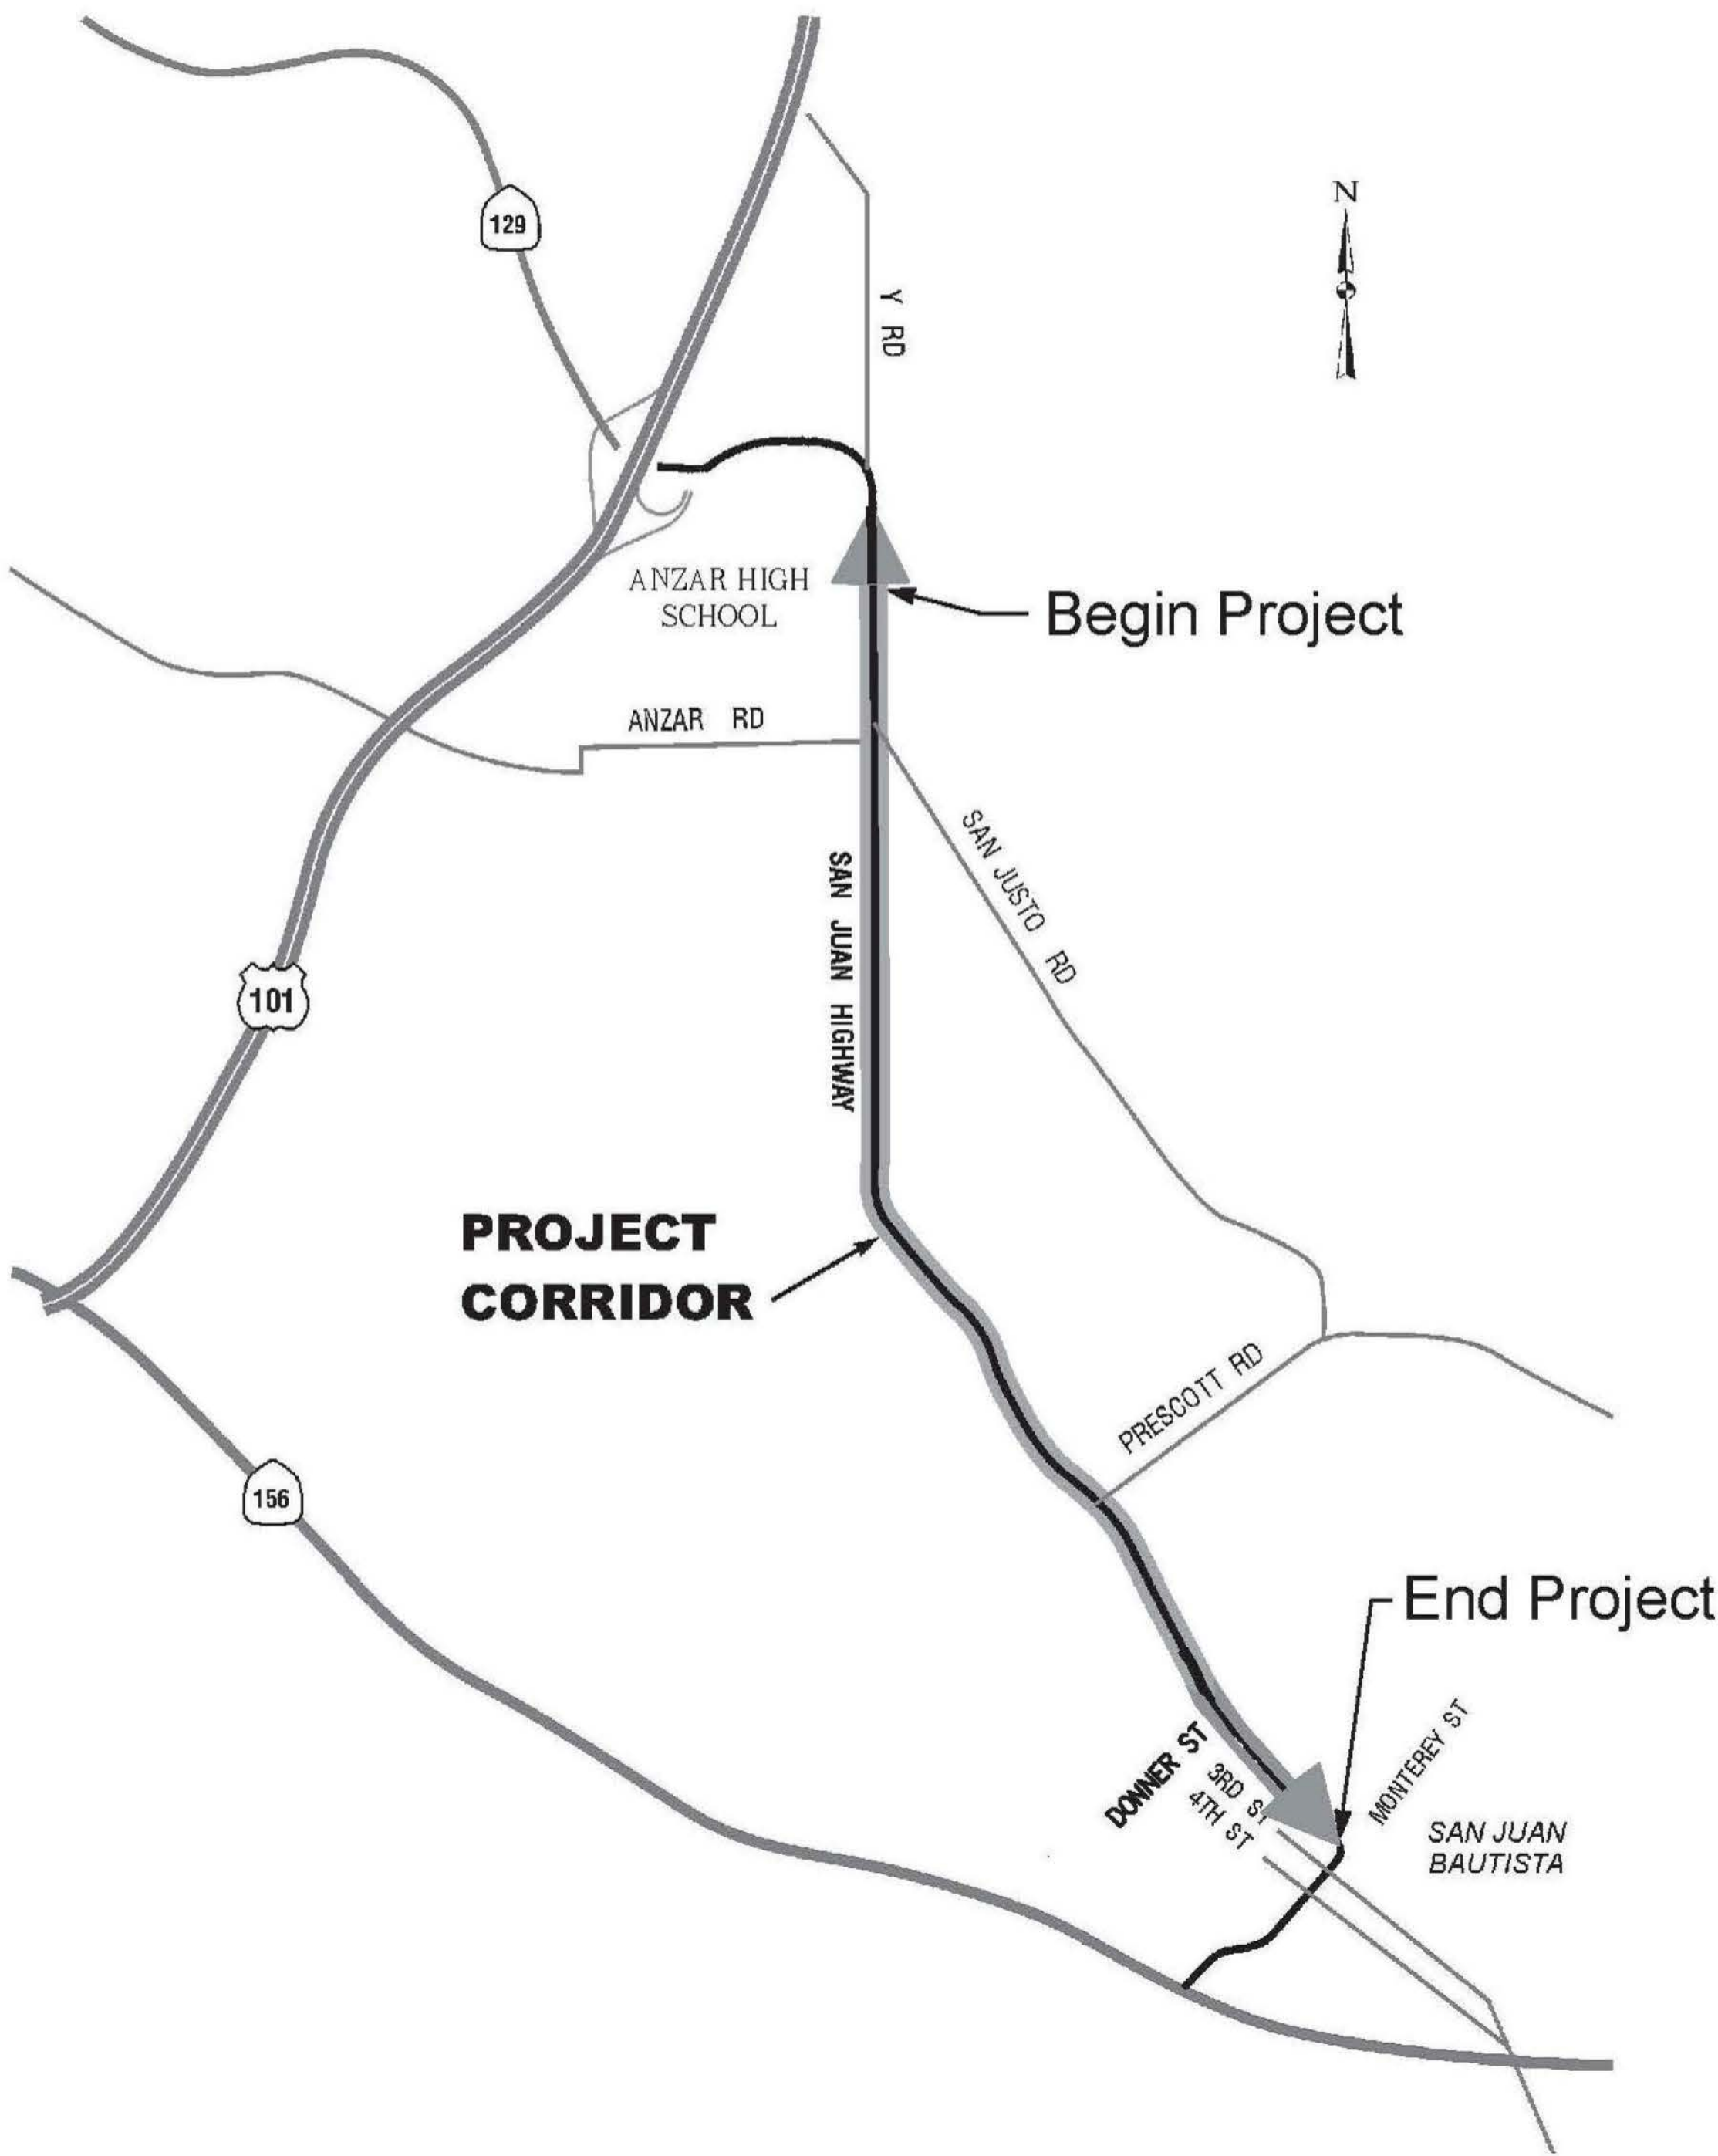 N
129
Y RD
ANZAR HIGH
SCHOOL
Begin Project
ANZAR RD
SAN JUSTO RD
SAN JUAN HIGHWAY
101
PROJECT
CORRIDOR
PRESCOTT RD
156
End Project
DONNER ST
3RD ST
4TH ST
MONTEREY ST
SAN JUAN
BAUTISTA